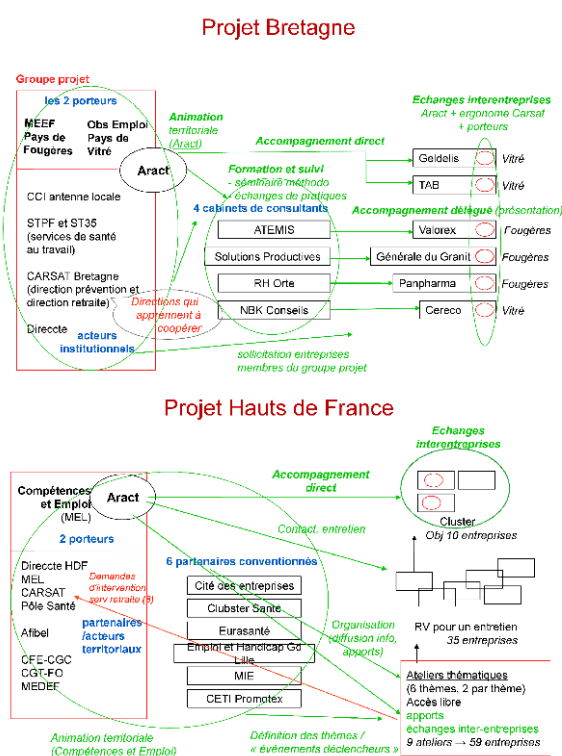 Projet Bretagne
Groupe projet
les 2 porteurs
MEEF
Pays de
Fougères
Obs Emploi
Pays de
Vitré
Aract
CCI antenne locale
STPF et ST35
(services de santé
au travail)
CARSAT Bretagne
(direction prévention et
direction retraite)
Direccte
acteurs
institutionnels
Directions qui
apprennent à
coopérer
Animation
territoriale
(Aract)
Accompagnement direct
Formation et suivi
- séminaire méthodo
- échanges de pratiques
4 cabinets de consultants
ATEMIS
Solutions Productives
RH Orte
NBK Conseils
sollicitation entreprises
membres du groupe projet
Echanges interentreprises
Aract + ergonome Carsat
+ porteurs
Geldelis
Vitré
TAB
Vitré
Accompagnement délégué (présentation)
Valorex
Fougères
Générale du Granit
Fougères
Panpharma
Fougères
Cereco
Vitré
Projet Hauts de France
Compétences
et Emploi
(MEL)
Aract
2 porteurs
Direccte HDF
MEL
CARSAT
Pôle Santé
Afibel
CFE-CGC
CGT-FO
MEDEF
Demandes
d'intervention
serv retraite (8)
partenaires
/acteurs
territoriaux
Animation territoriale
(Compétences et Emploi)
Accompagnement
direct
Contact, entretien
6 partenaires conventionnés
Cité des entreprises
Clubster Santé
Eurasanté
Emploi et Handicap Gd
Lille
MIE
CETI Promotex
Organisation
(diffusion info,
apports)
Définition des thèmes /
« événements déclencheurs »
Echanges
interentreprises
Cluster
Obj 10 entreprises
RV pour un entretien
35 entreprises
Ateliers thématiques
(6 thèmes, 2 par thème)
Accès libre
apports
échanges inter-entreprises
9 ateliers → 59 entreprises